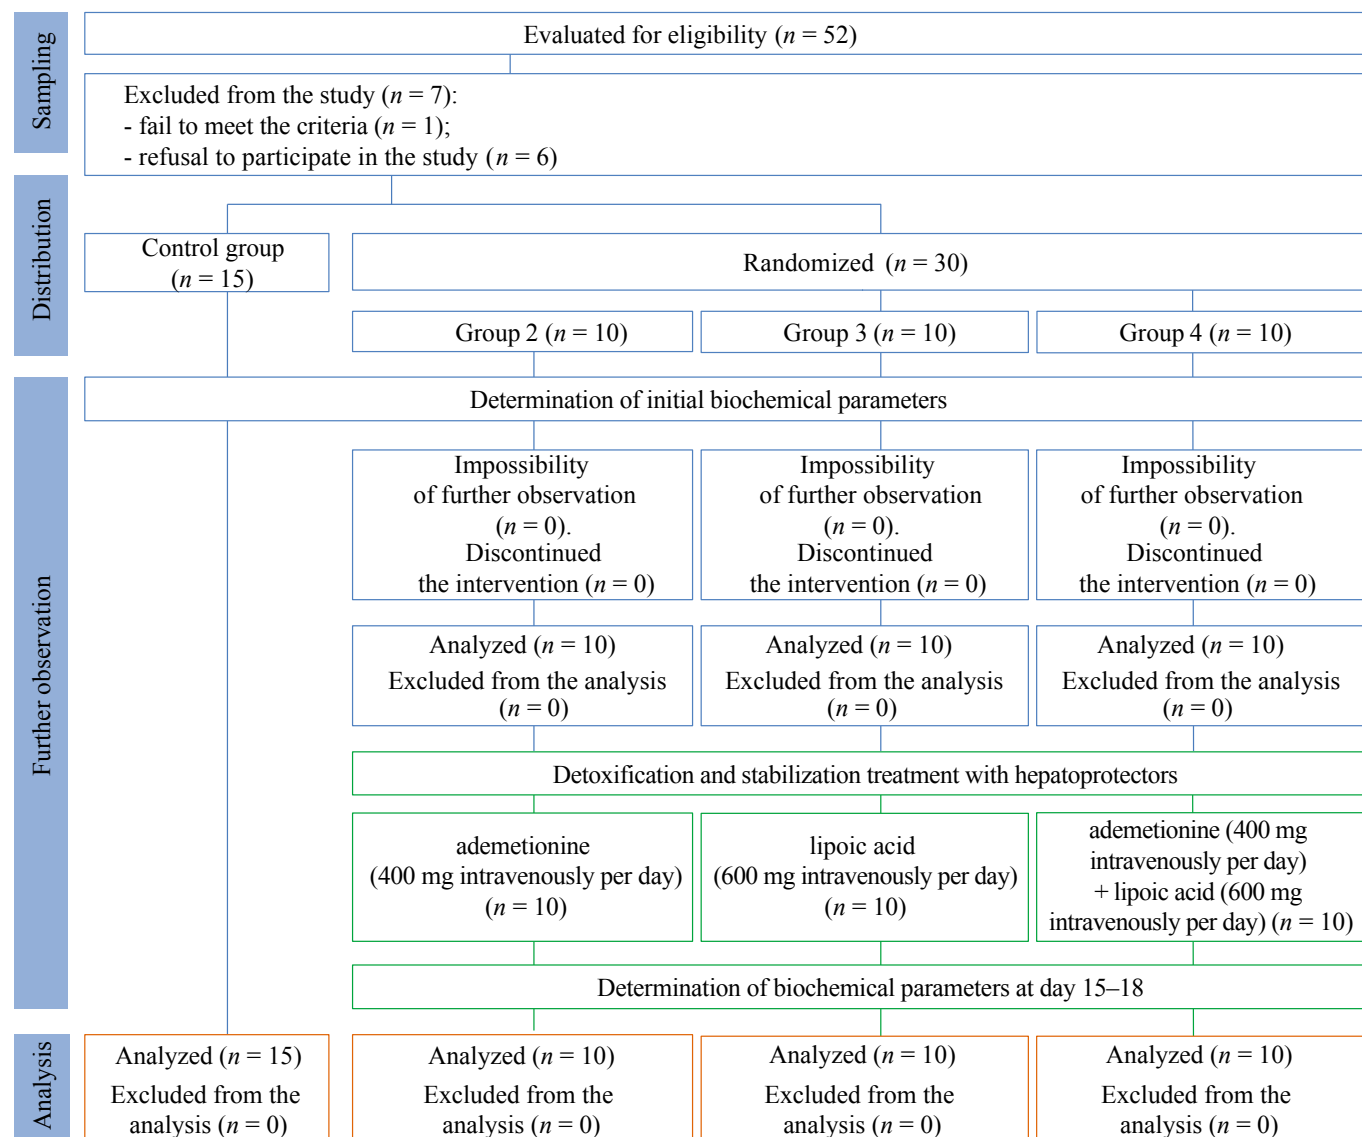 Sampling
Evaluated for eligibility (n = 52)
Excluded from the study (n = 7):
- fail to meet the criteria (n = 1);
- refusal to participate in the study (n = 6)
Distribution
Control group
(n = 15)
Randomized (n = 30)
Group 2 (n = 10)
Group 3 (n = 10)
Group 4 (n = 10)
Further observation
Determination of initial biochemical parameters
Impossibility
of further observation
(n = 0).
Discontinued
the intervention (n = 0)
Impossibility
of further observation
(n = 0).
Discontinued
the intervention (n = 0)
Impossibility
of further observation
(n = 0).
Discontinued
the intervention (n = 0)
Analyzed (n = 10)
Excluded from the analysis
(n = 0)
Analyzed (n = 10)
Excluded from the analysis
(n = 0)
Analyzed (n = 10)
Excluded from the analysis
(n = 0)
Detoxification and stabilization treatment with hepatoprotectors
ademetionine
(400 mg intravenously per day)
(n = 10)
lipoic acid
(600 mg intravenously per day)
(n = 10)
ademetionine (400 mg
intravenously per day)
+ lipoic acid (600 mg
intravenously per day) (n = 10)
Determination of biochemical parameters at day 15–18
Analysis
Analyzed (n = 15)
Excluded from the
analysis (n = 0)
Analyzed (n = 10)
Excluded from the
analysis (n = 0)
Analyzed (n = 10)
Excluded from the
analysis (n = 0)
Analyzed (n = 10)
Excluded from the
analysis (n = 0)